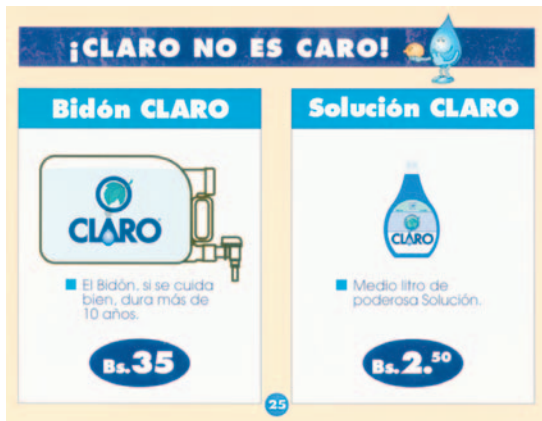 ¡CLARO NO ES CARO!
Bidón CLARO
CLARO
El Bidón, si se cuida
bien, dura más de
10 años.
Bs.35
Solución CLARO
CLARO
Medio litro de
poderosa Solución.
Bs.2.50
25